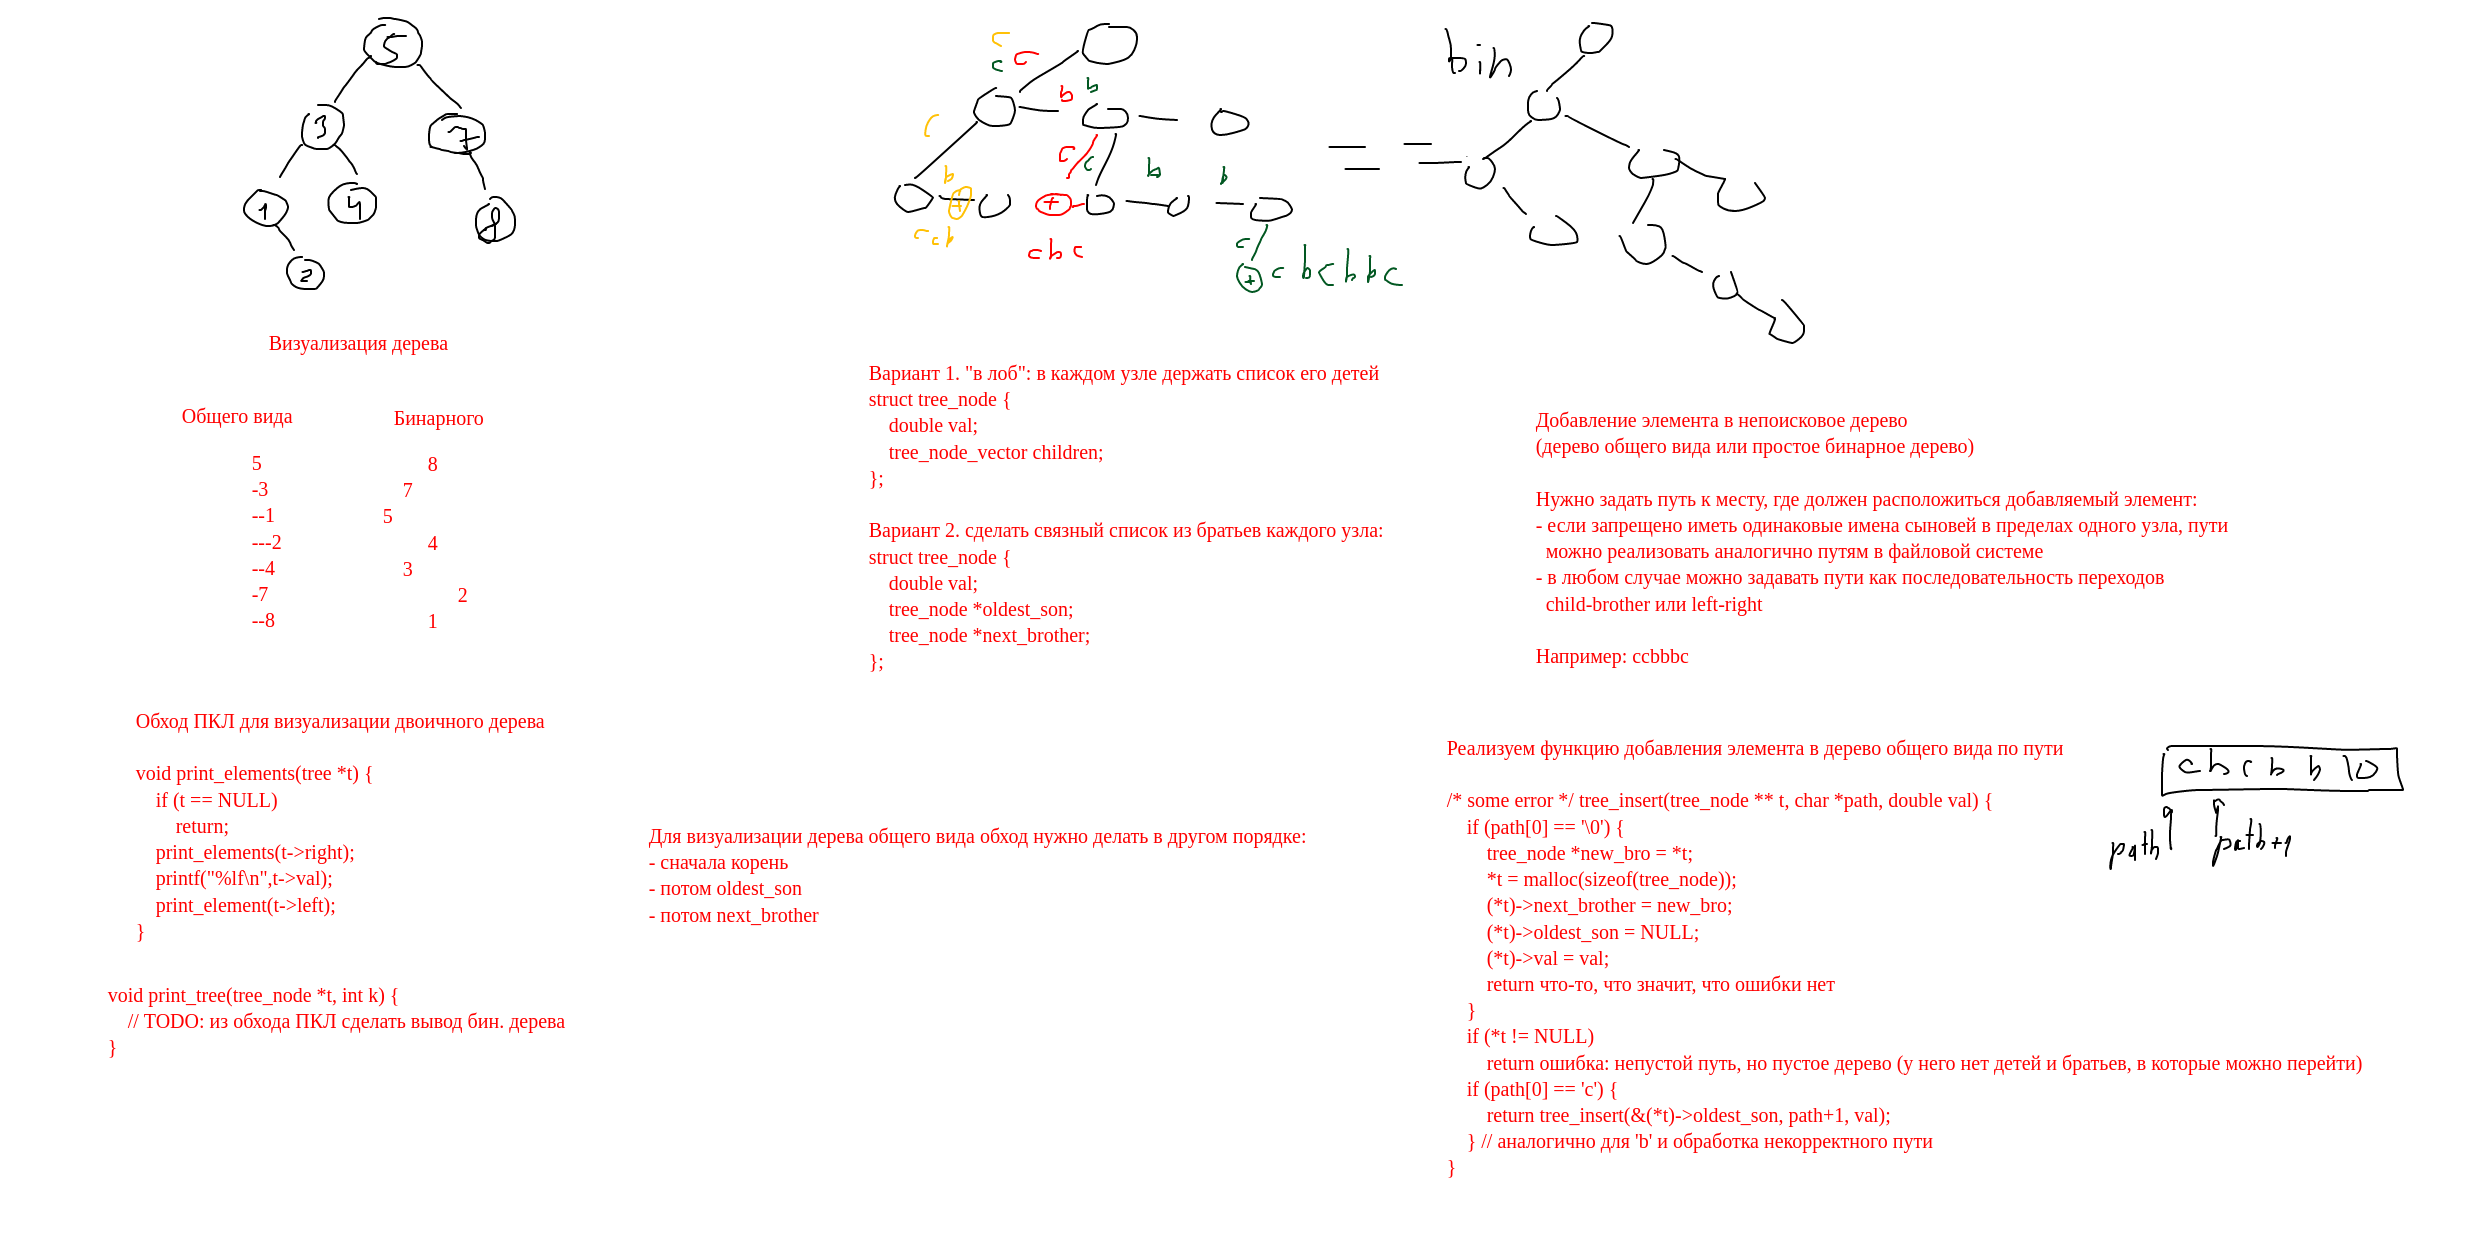 5
3
7
1
4
8
2
Визуализация дерева
Общего вида
5
-3
--1
---2
--4
-7
--8
Бинарного
8
7
5
4
3
2
1
Обход ПКЛ для визуализации двоичного дерева
void print_elements(tree *t) {
if (t == NULL)
return;
print_elements(t->right);
printf("%lf\n",t->val);
print_element(t->left);
}
void print_tree(tree_node *t, int k) {
// TODO: из обхода ПКЛ сделать вывод бин. дерева
}
c
c
c
b
b
c
c
c
b
b
b
+
+
ccb
cbc
c
+
cbcbbc
=
=
bin
Вариант 1. "в лоб": в каждом узле держать список его детей
struct tree_node {
double val;
tree_node_vector children;
};
Вариант 2. сделать связный список из братьев каждого узла:
struct tree_node {
double val;
tree_node *oldest_son;
tree_node *next_brother;
};
Для визуализации дерева общего вида обход нужно делать в другом порядке:
- сначала корень
- потом oldest_son
- потом next_brother
Добавление элемента в непоисковое дерево
(дерево общего вида или простое бинарное дерево)
Нужно задать путь к месту, где должен расположиться добавляемый элемент:
- если запрещено иметь одинаковые имена сыновей в пределах одного узла, пути
можно реализовать аналогично путям в файловой системе
- в любом случае можно задавать пути как последовательность переходов
child-brother или left-right
Например: ccbbbc
Реализуем функцию добавления элемента в дерево общего вида по пути
/* some error */ tree_insert(tree_node ** t, char *path, double val) {
if (path[0] == '\0') {
tree_node *new_bro = *t;
*t = malloc(sizeof(tree_node));
(*t)->next_brother = new_bro;
(*t)->oldest_son = NULL;
(*t)->val = val;
return что-то, что значит, что ошибки нет
}
if (*t != NULL)
return ошибка: непустой путь, но пустое дерево (у него нет детей и братьев, в которые можно перейти)
if (path[0] == 'c') {
return tree_insert(&(*t)->oldest_son, path+1, val);
} // аналогично для 'b' и обработка некорректного пути
}
c b c b b \0
path
path+1